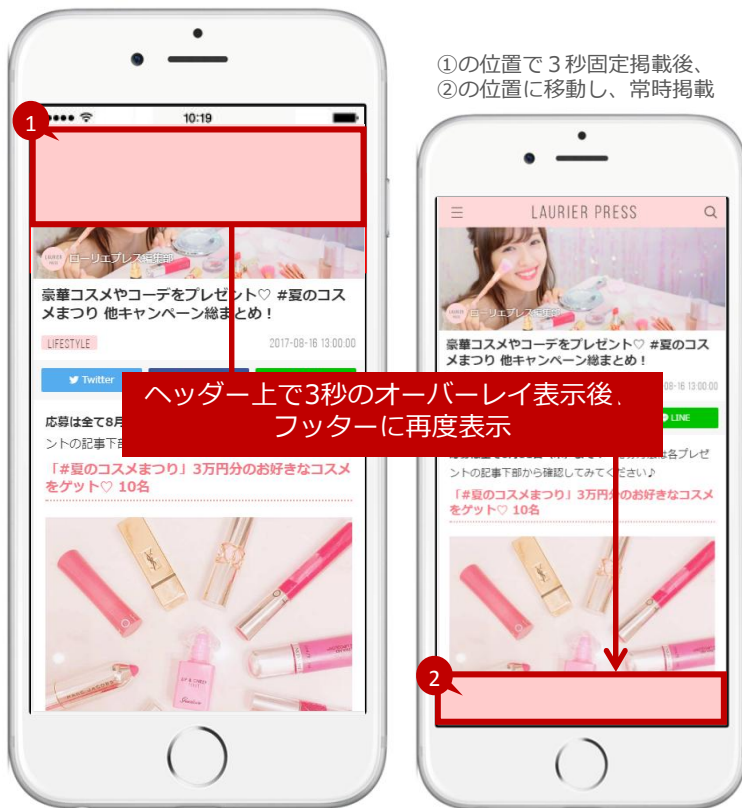 ①の位置で３秒固定掲載後、
②の位置に移動し、常時掲載
1
10:19
ローリエプレス編集部
豪華コスメやコーデをプレゼント♡ #夏のコス
メまつり 他キャンペーン総まとめ！
LIFESTYLE
2017-08-16 13:00:00
Twitter
ヘッダー上で3秒のオーバーレイ表示後、
フッターに再度表示
応募は全て8月
ントの記事下部
「#夏のコスメまつり」3万円分のお好きなコスメ
をゲット♡ 10名
LAURIER PRESS
ローリエプレス編集部
豪華コスメやコーデをプレゼント♡ #夏のコス
メまつり 他キャンペーン総まとめ！
08-16 13:00:00
LINE
は各プレゼ
ントの記事下部から確認してみてください♪
「#夏のコスメまつり」3万円分のお好きなコスメ
をゲット♡ 10名
2